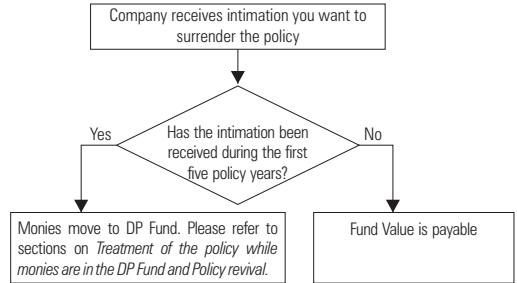 Company receives intimation you want to
surrender the policy
Yes
Has the intimation been
received during the first
five policy years?
No
Monies move to DP Fund. Please refer to
sections on Treatment of the policy while
monies are in the DP Fund and Policy revival.
Fund Value is payable